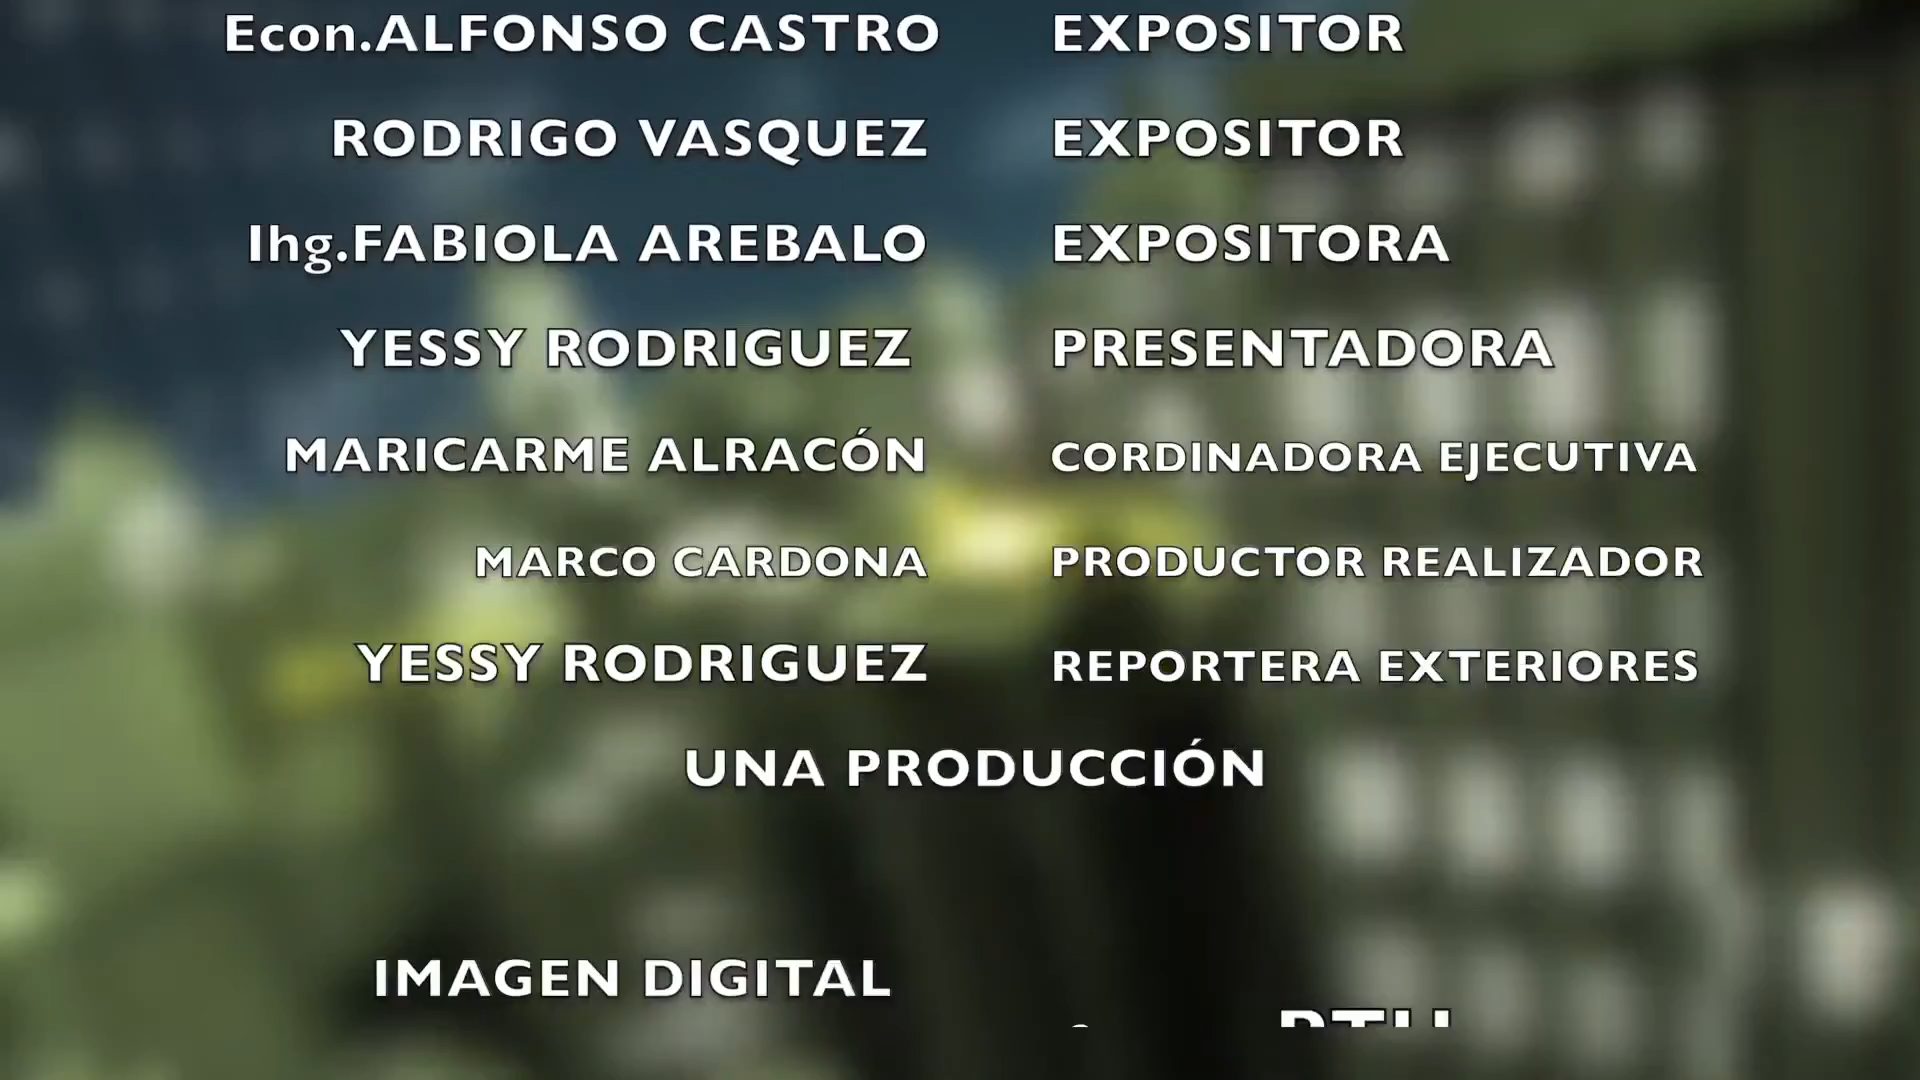 Econ.ALFONSO CASTRO EXPOSITOR
RODRIGO VASQUEZ EXPOSITOR
Ihg.FABIOLA AREBALO EXPOSITORA
YESSY RODRIGUEZ PRESENTADORA
MARICARME ALRACÓN CORDINADORA EJECUTIVA
MARCO CARDONA PRODUCTOR REALIZADOR
YESSY RODRIGUEZ REPORTERA EXTERIORES
UNA PRODUCCIÓN
IMAGEN DIGITAL